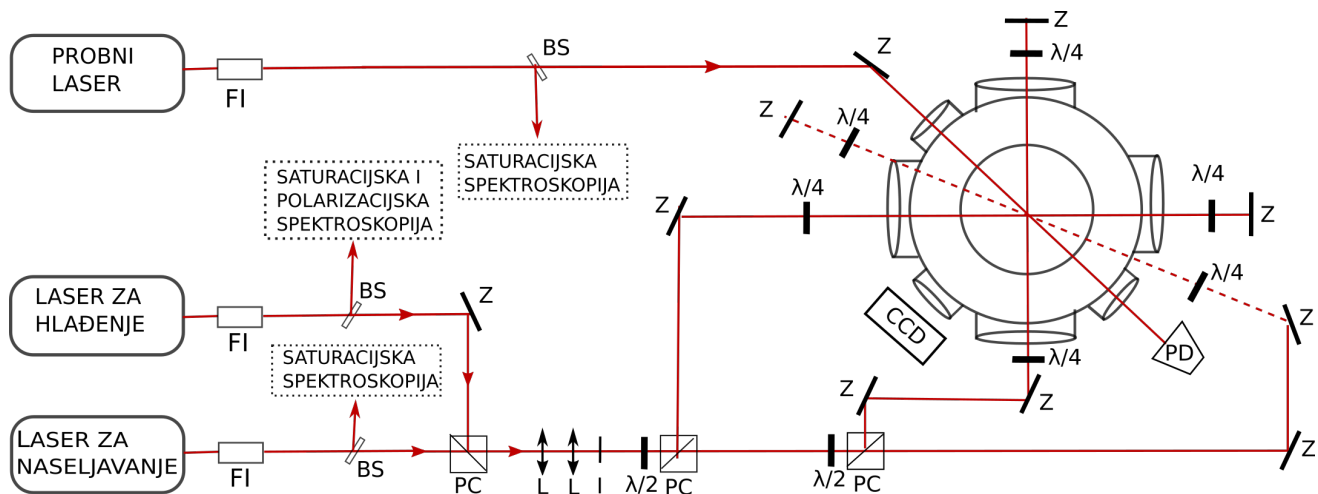 PROBNI
LASER
FI
BS
SATURACIJSKA
SPEKTROSKOPIJA
Z
Z
λ/4
Z
λ/4
SATURACIJSKA I
POLARIZACIJSKA
SPEKTROSKOPIJA
Z
λ/4
λ/4
Z
LASER ZA
HLAĐENJE
FI
BS
Z
λ/4
CCD
Z
PD
λ/4
SATURACIJSKA
SPEKTROSKOPIJA
Z
Z
LASER ZA
NASELJAVANJE
FI
BS
PC
L
L
I
λ/2
PC
λ/2
PC
Z